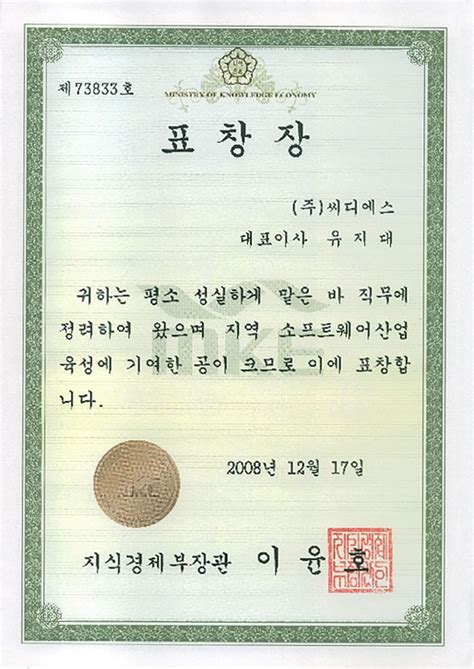 제73833호
MINISTRY OF KNOWLEDGE ECONOMY
표창장
(주)씨디에스
대표이사 유지대
귀하는 평소 성실하게 맡은 바 직무에
정려하여 왔으며 지역 소프트웨어산업
육성에 기여한 공이 크므로 이에 표창합
니다.
MKE
MKE
2008년 12월 17일
지식경제부장관 이윤호